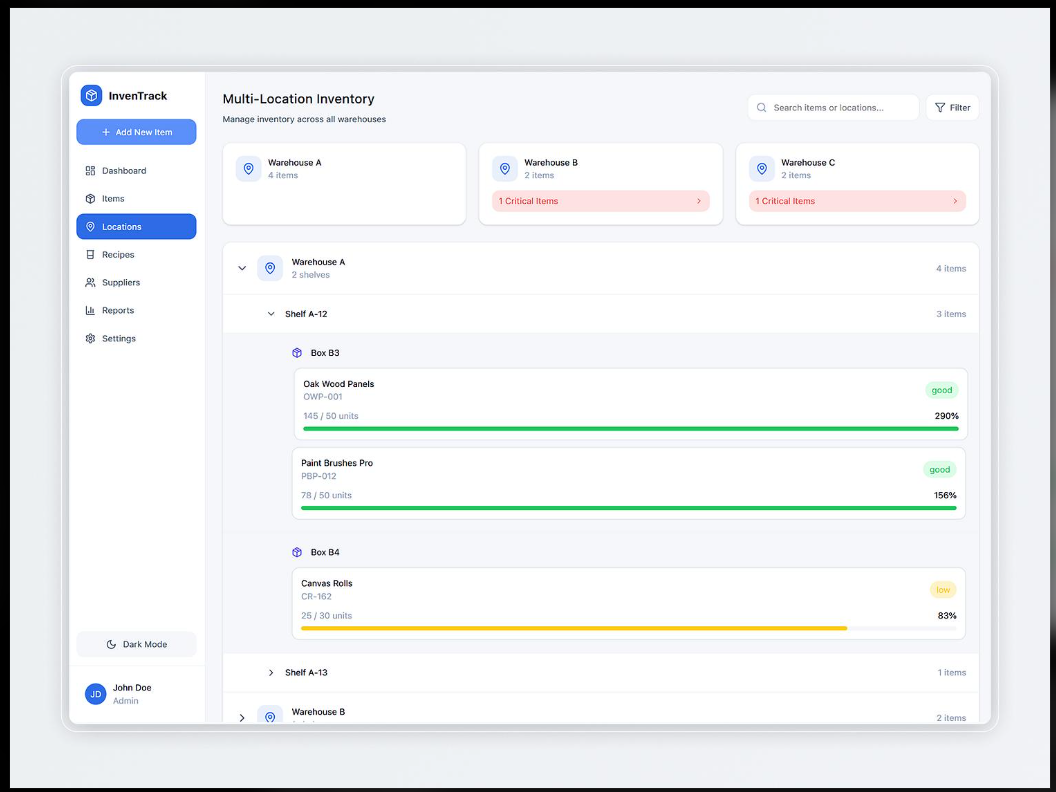 InvenTrack
Add New Item
Dashboard
Items
Locations
Recipes
Suppliers
Reports
Settings
Dark Mode
JD
John Doe
Admin
Multi-Location Inventory
Manage inventory across all warehouses
Search items or locations...
Filter
Warehouse A
4 items
Warehouse B
2 items
1 Critical Items
Warehouse C
2 items
1 Critical Items
Warehouse A
2 shelves
4 items
Shelf A-12
3 items
Box B3
Oak Wood Panels
OWP-001
good
145 / 50 units
290%
Paint Brushes Pro
PBP-012
good
78 / 50 units
156%
Box B4
Canvas Rolls
CR-162
low
25 / 30 units
83%
Shelf A-13
1 items
Warehouse B
2 items